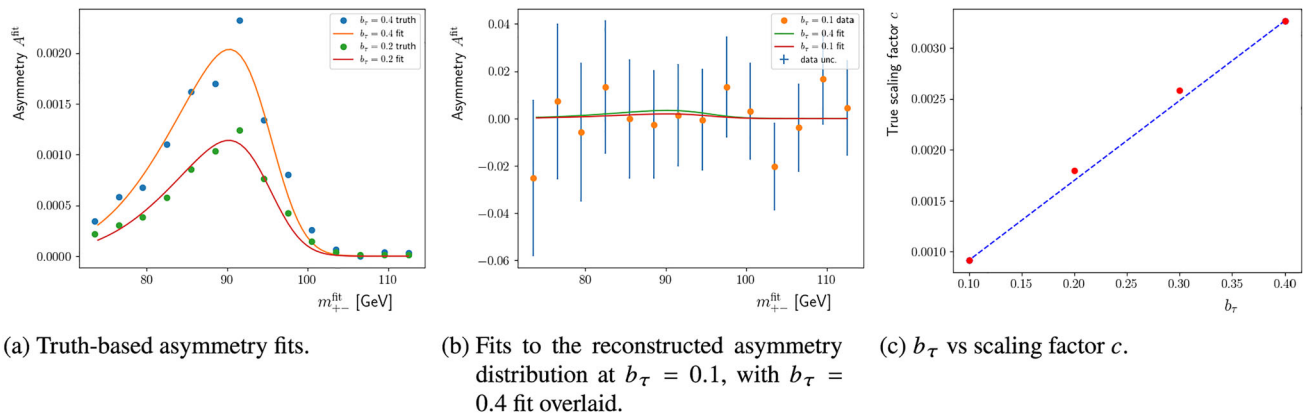 Asymmetry A^fit
0.0020
0.0015
0.0010
0.0005
0.0000
80
90
100
110
m_{+-}^{fit} [GeV]
b_τ = 0.4 truth
b_τ = 0.4 fit
b_τ = 0.2 truth
b_τ = 0.2 fit
Asymmetry A^fit
0.04
0.02
0.00
−0.02
−0.04
−0.06
80
90
100
110
m_{+-}^{fit} [GeV]
b_τ = 0.1 data
b_τ = 0.4 fit
b_τ = 0.1 fit
data unc.
True scaling factor c
0.0030
0.0025
0.0020
0.0015
0.0010
0.10
0.15
0.20
0.25
0.30
0.35
0.40
b_τ
(a) Truth-based asymmetry fits.
(b) Fits to the reconstructed asymmetry
distribution at b_τ = 0.1, with b_τ =
0.4 fit overlaid.
(c) b_τ vs scaling factor c.